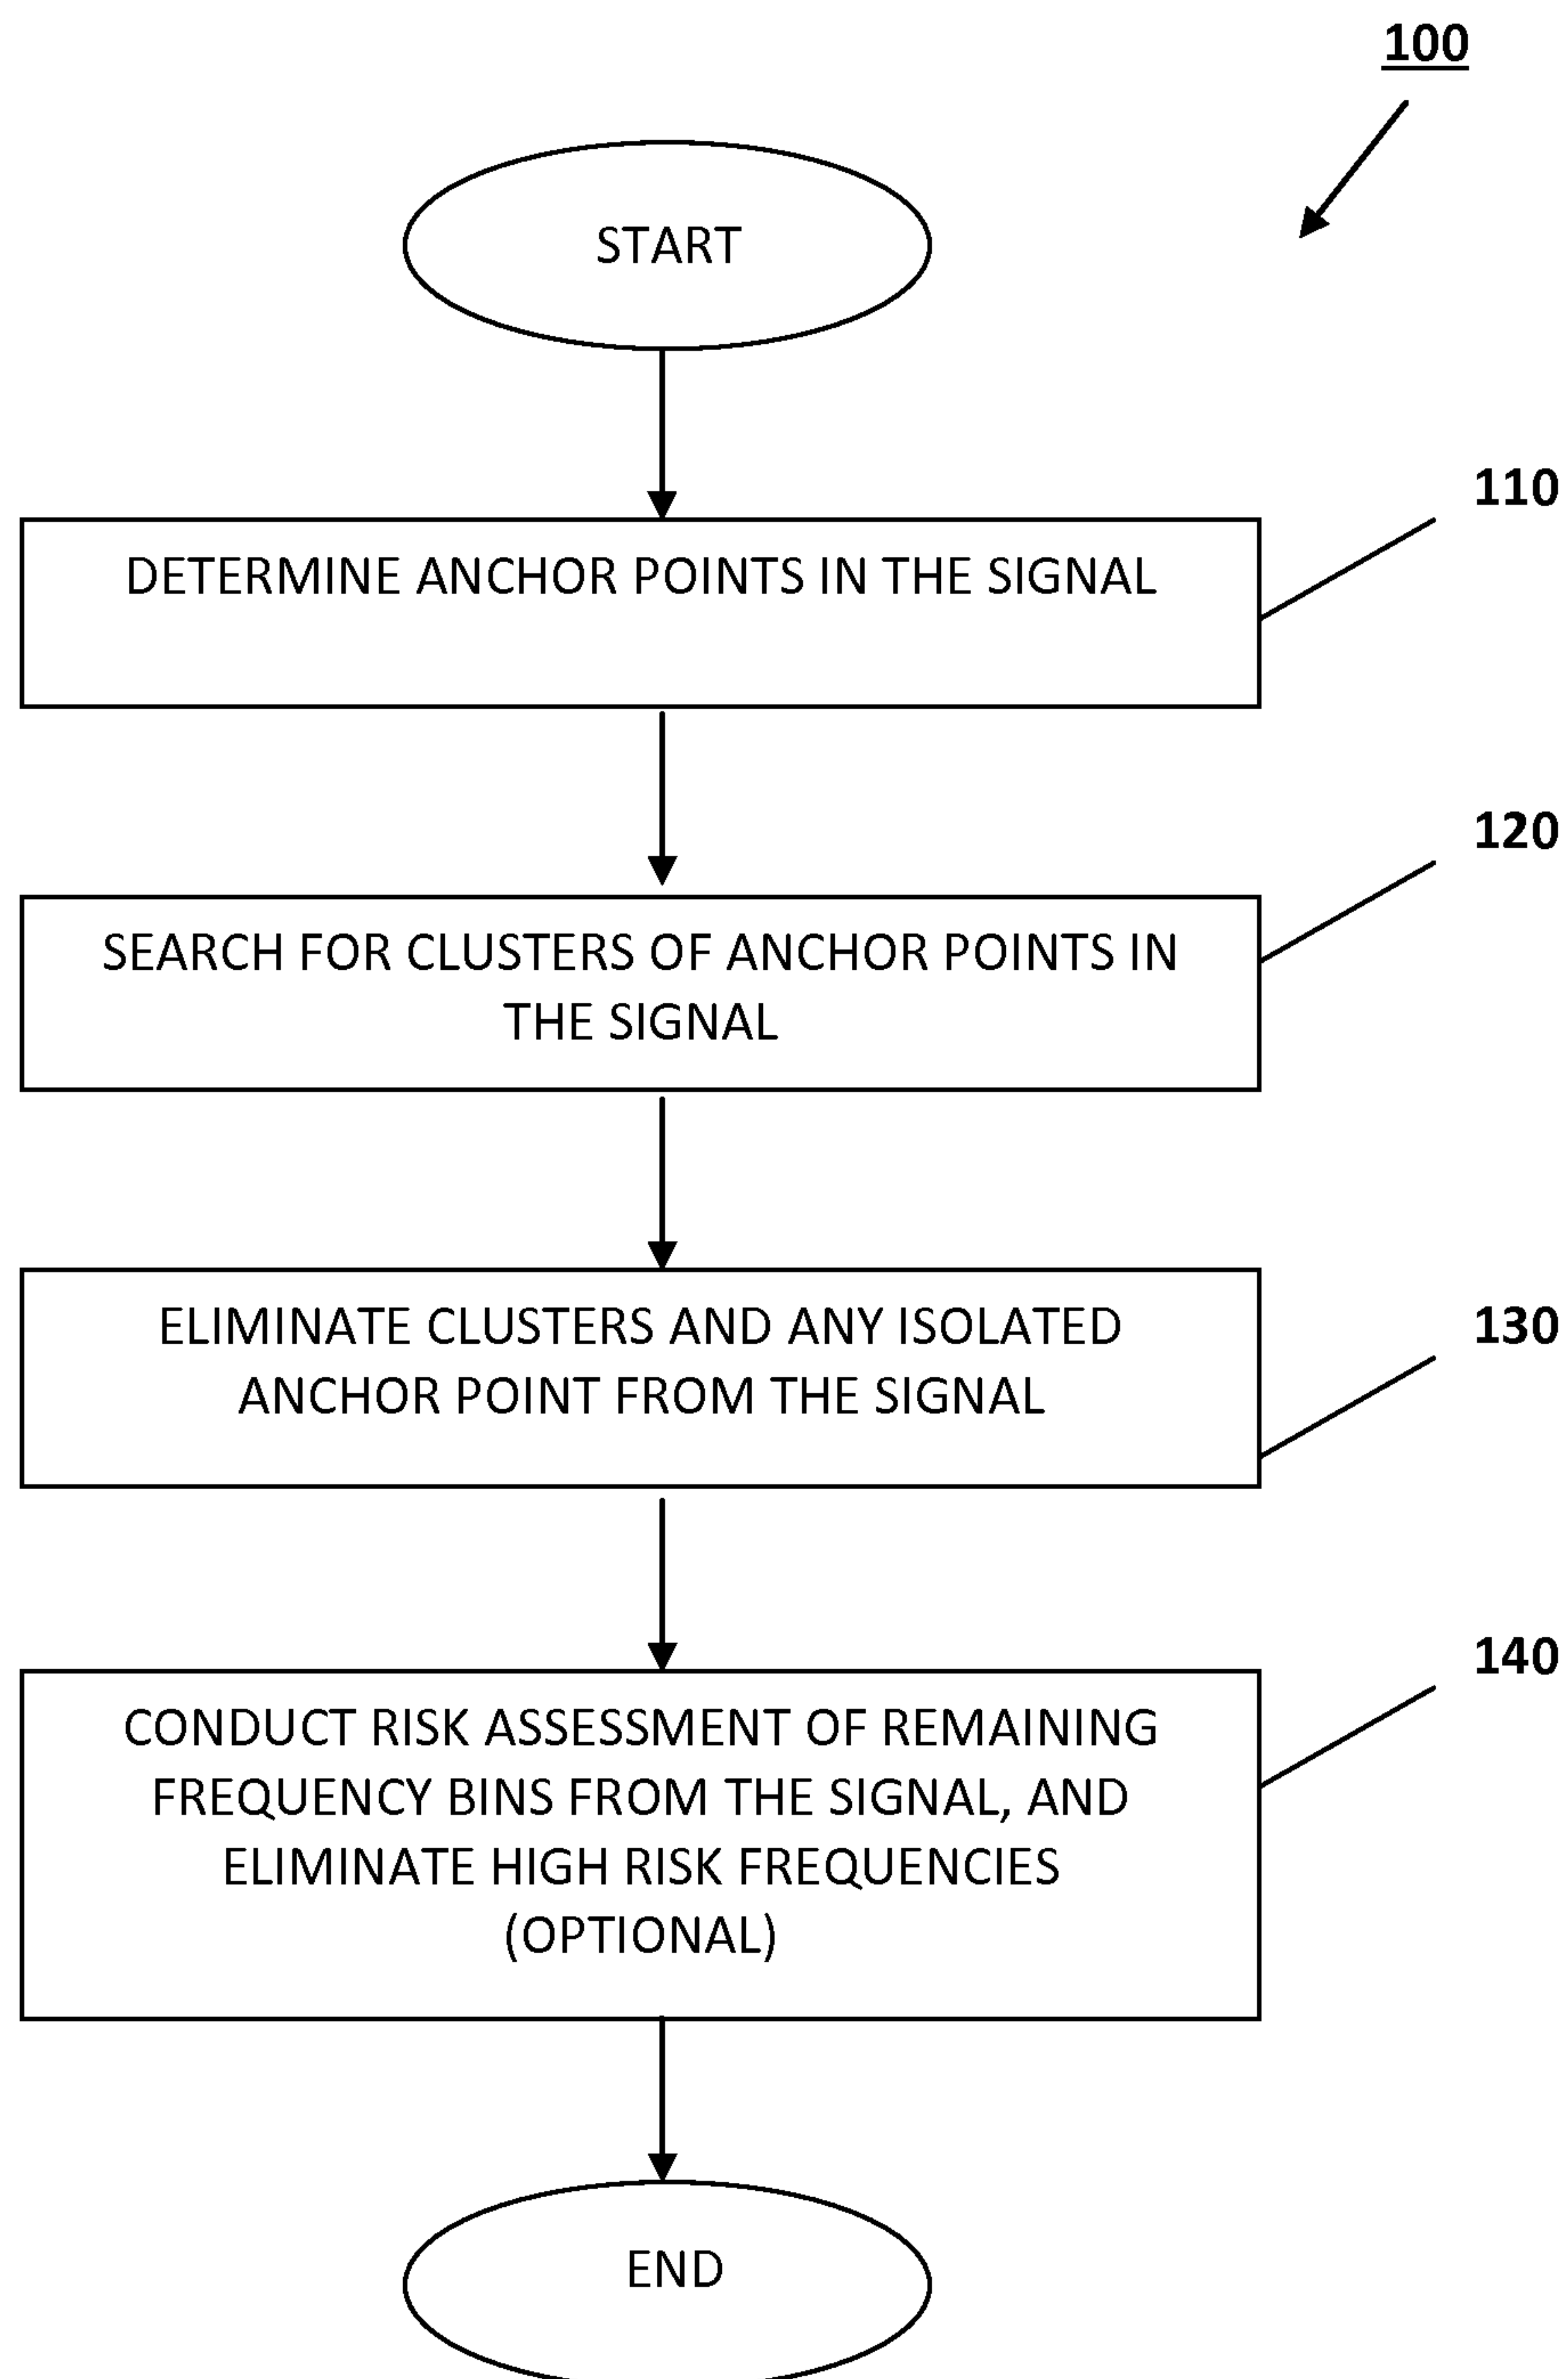 100
START
110
DETERMINE ANCHOR POINTS IN THE SIGNAL
120
SEARCH FOR CLUSTERS OF ANCHOR POINTS IN
THE SIGNAL
130
ELIMINATE CLUSTERS AND ANY ISOLATED
ANCHOR POINT FROM THE SIGNAL
140
CONDUCT RISK ASSESSMENT OF REMAINING
FREQUENCY BINS FROM THE SIGNAL, AND
ELIMINATE HIGH RISK FREQUENCIES
(OPTIONAL)
END